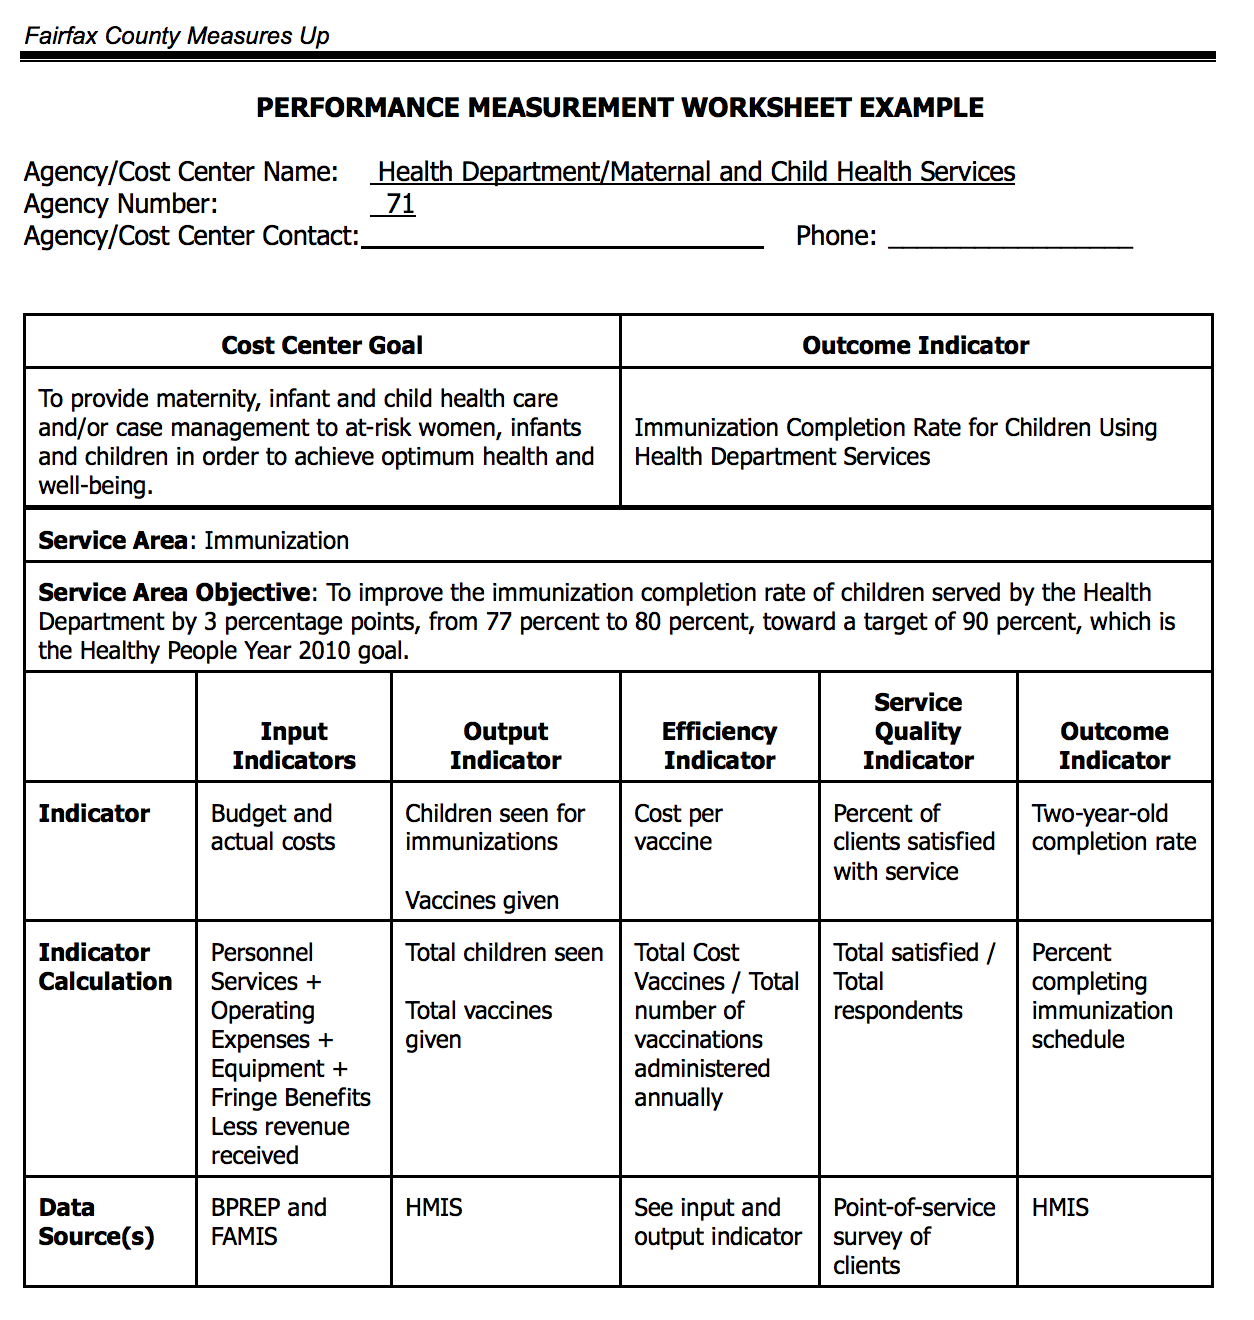 Fairfax County Measures Up
PERFORMANCE MEASUREMENT WORKSHEET EXAMPLE
Agency/Cost Center Name: Health Department/Maternal and Child Health Services
Agency Number: 71
Agency/Cost Center Contact: Phone:
Cost Center Goal
Outcome Indicator
To provide maternity, infant and child health care
and/or case management to at-risk women, infants
and children in order to achieve optimum health and
well-being.
Immunization Completion Rate for Children Using
Health Department Services
Service Area: Immunization
Service Area Objective: To improve the immunization completion rate of children served by the Health
Department by 3 percentage points, from 77 percent to 80 percent, toward a target of 90 percent, which is
the Healthy People Year 2010 goal.
Input
Indicators
Output
Indicator
Efficiency
Indicator
Service
Quality
Indicator
Outcome
Indicator
Indicator
Budget and
actual costs
Children seen for
immunizations
Vaccines given
Cost per
vaccine
Percent of
clients satisfied
with service
Two-year-old
completion rate
Indicator
Calculation
Personnel
Services +
Operating
Expenses +
Equipment +
Fringe Benefits
Less revenue
received
Total children seen
Total vaccines
given
Total Cost
Vaccines / Total
number of
vaccinations
administered
annually
Total satisfied /
Total
respondents
Percent
completing
immunization
schedule
Data
Source(s)
BPREP and
FAMIS
HMIS
See input and
output indicator
Point-of-service
survey of
clients
HMIS